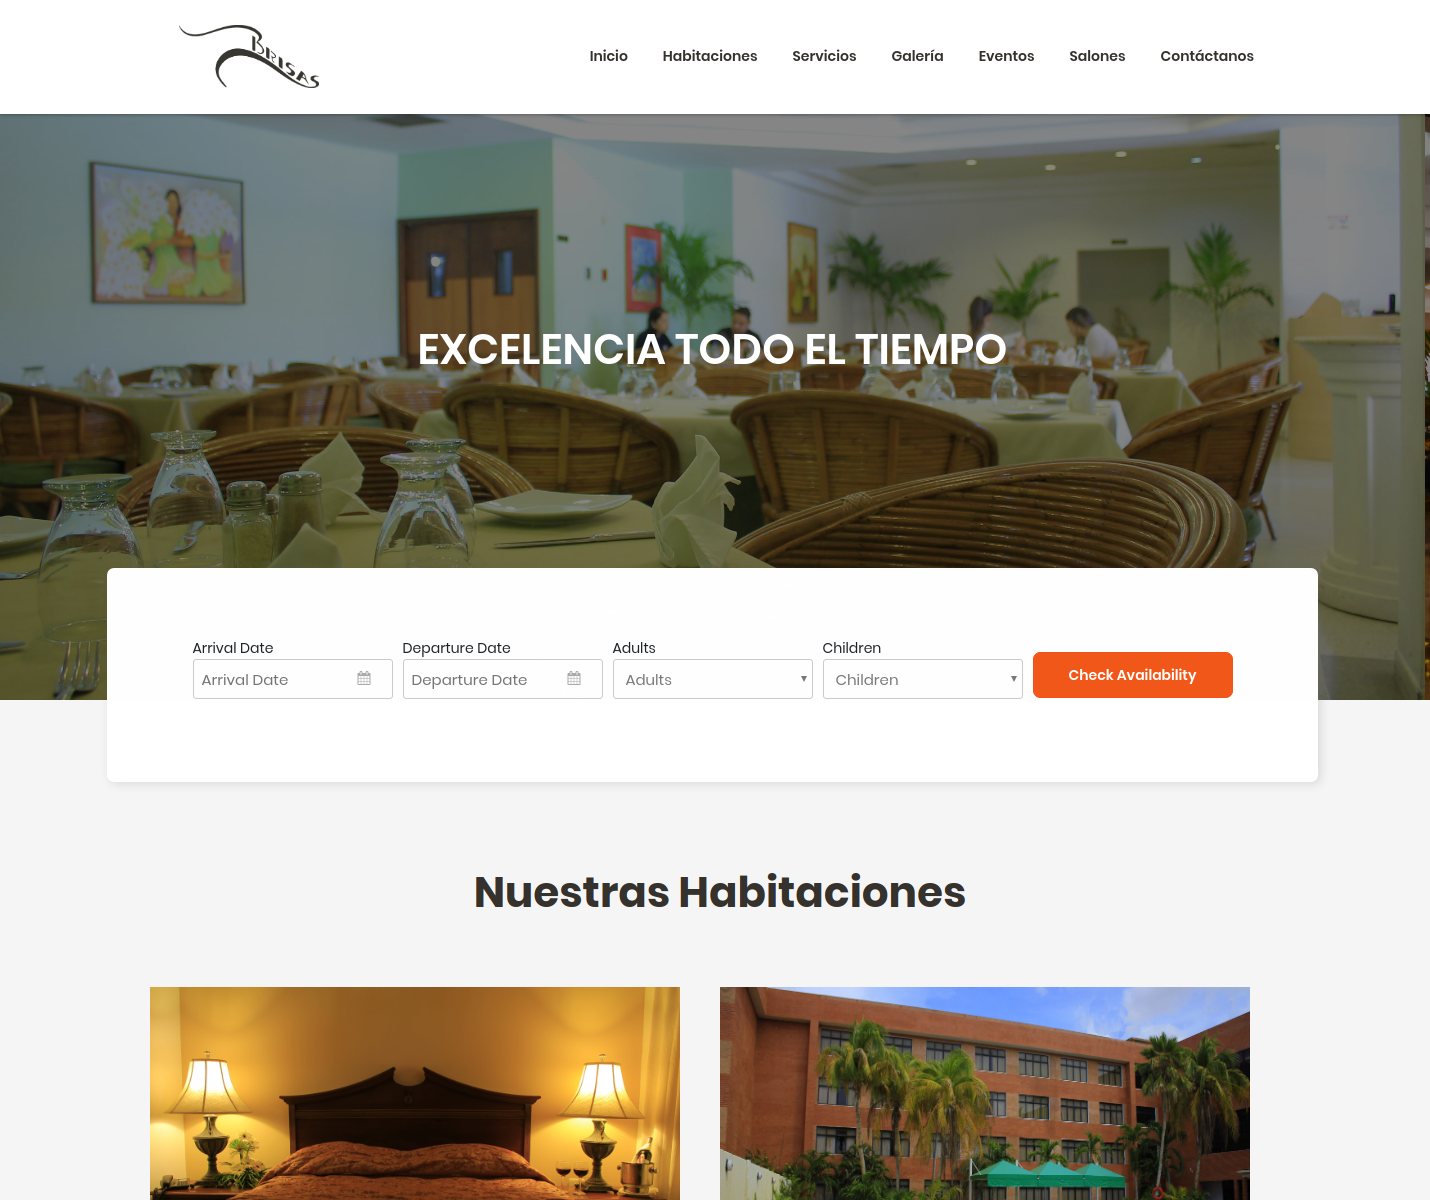 BRISAS
Inicio Habitaciones Servicios Galería Eventos Salones Contáctanos
EXCELENCIA TODO EL TIEMPO
Arrival Date Departure Date Adults Children
Arrival Date Departure Date Adults Children Check Availability
Nuestras Habitaciones